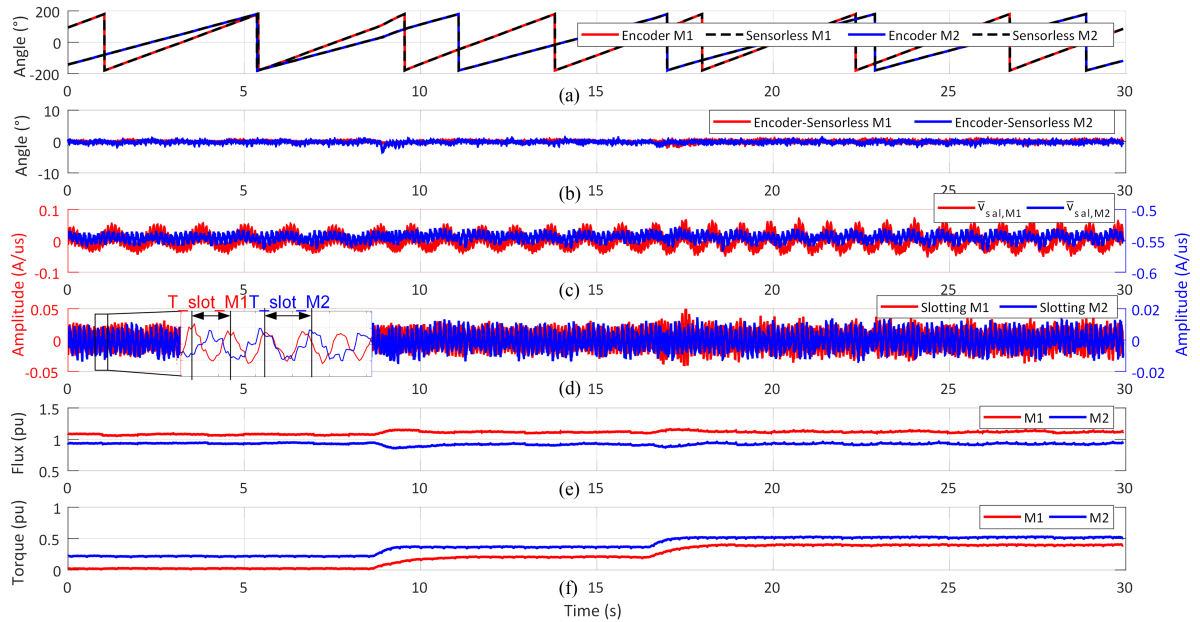 200
0
-200
Angle (°)
Encoder M1 Sensorless M1 Encoder M2 Sensorless M2
0 5 10 15 20 25 30
(a)
10
0
-10
Angle (°)
Encoder-Sensorless M1 Encoder-Sensorless M2
0 5 10 15 20 25 30
(b)
0.1
0
-0.1
Amplitude (A/us)
v̅sal,M1 v̅sal,M2
-0.5
-0.55
-0.6
Amplitude (A/us)
0 5 10 15 20 25 30
(c)
T_slot_M1 T_slot_M2
0.05
0
-0.05
Amplitude (A/us)
Slotting M1 Slotting M2
0.02
0
-0.02
Amplitude (A/us)
0 5 10 15 20 25 30
(d)
1.5
1
0.5
Flux (pu)
M1 M2
0 5 10 15 20 25 30
(e)
1
0.5
0
Torque (pu)
M1 M2
0 5 10 15 20 25 30
(f)
Time (s)